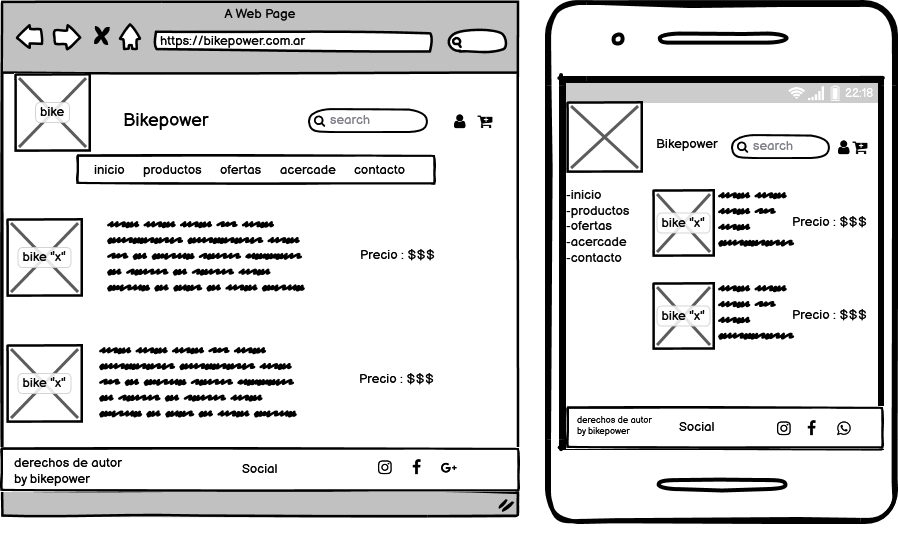 A Web Page
https://bikepower.com.ar
bike
Bikepower
search
inicio productos ofertas acercade contacto
bike "x"
Precio : $$$
bike "x"
Precio : $$$
derechos de autor
by bikepower
Social
G+
22:18
Bikepower
search
-inicio
-productos
-ofertas
-acercade
-contacto
bike "x"
Precio : $$$
bike "x"
Precio : $$$
derechos de autor
by bikepower
Social